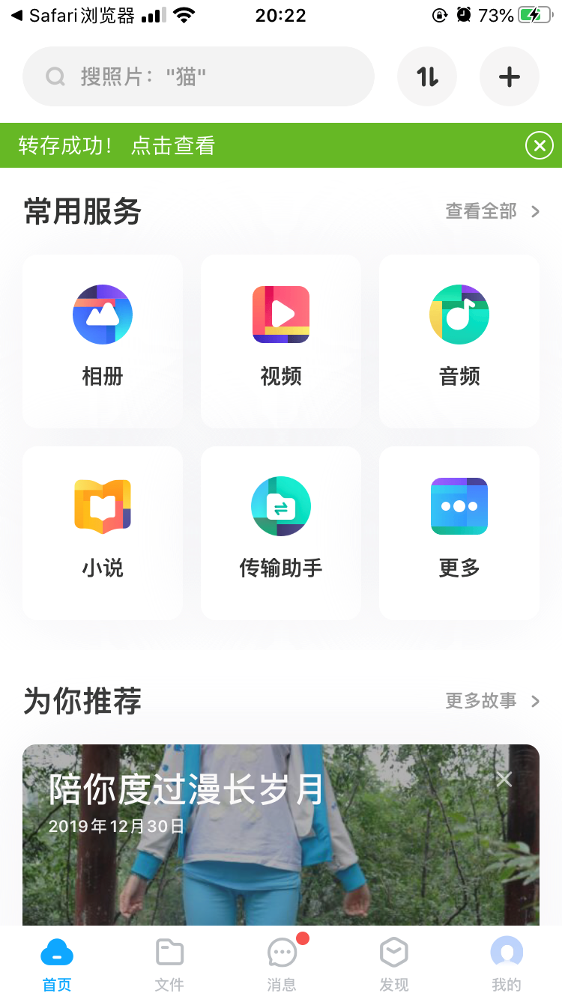 Safari浏览器
20:22
73%
搜照片："猫"
转存成功！ 点击查看
常用服务
查看全部
相册
视频
音频
小说
传输助手
更多
为你推荐
更多故事
陪你度过漫长岁月
2019年12月30日
首页
文件
消息
发现
我的